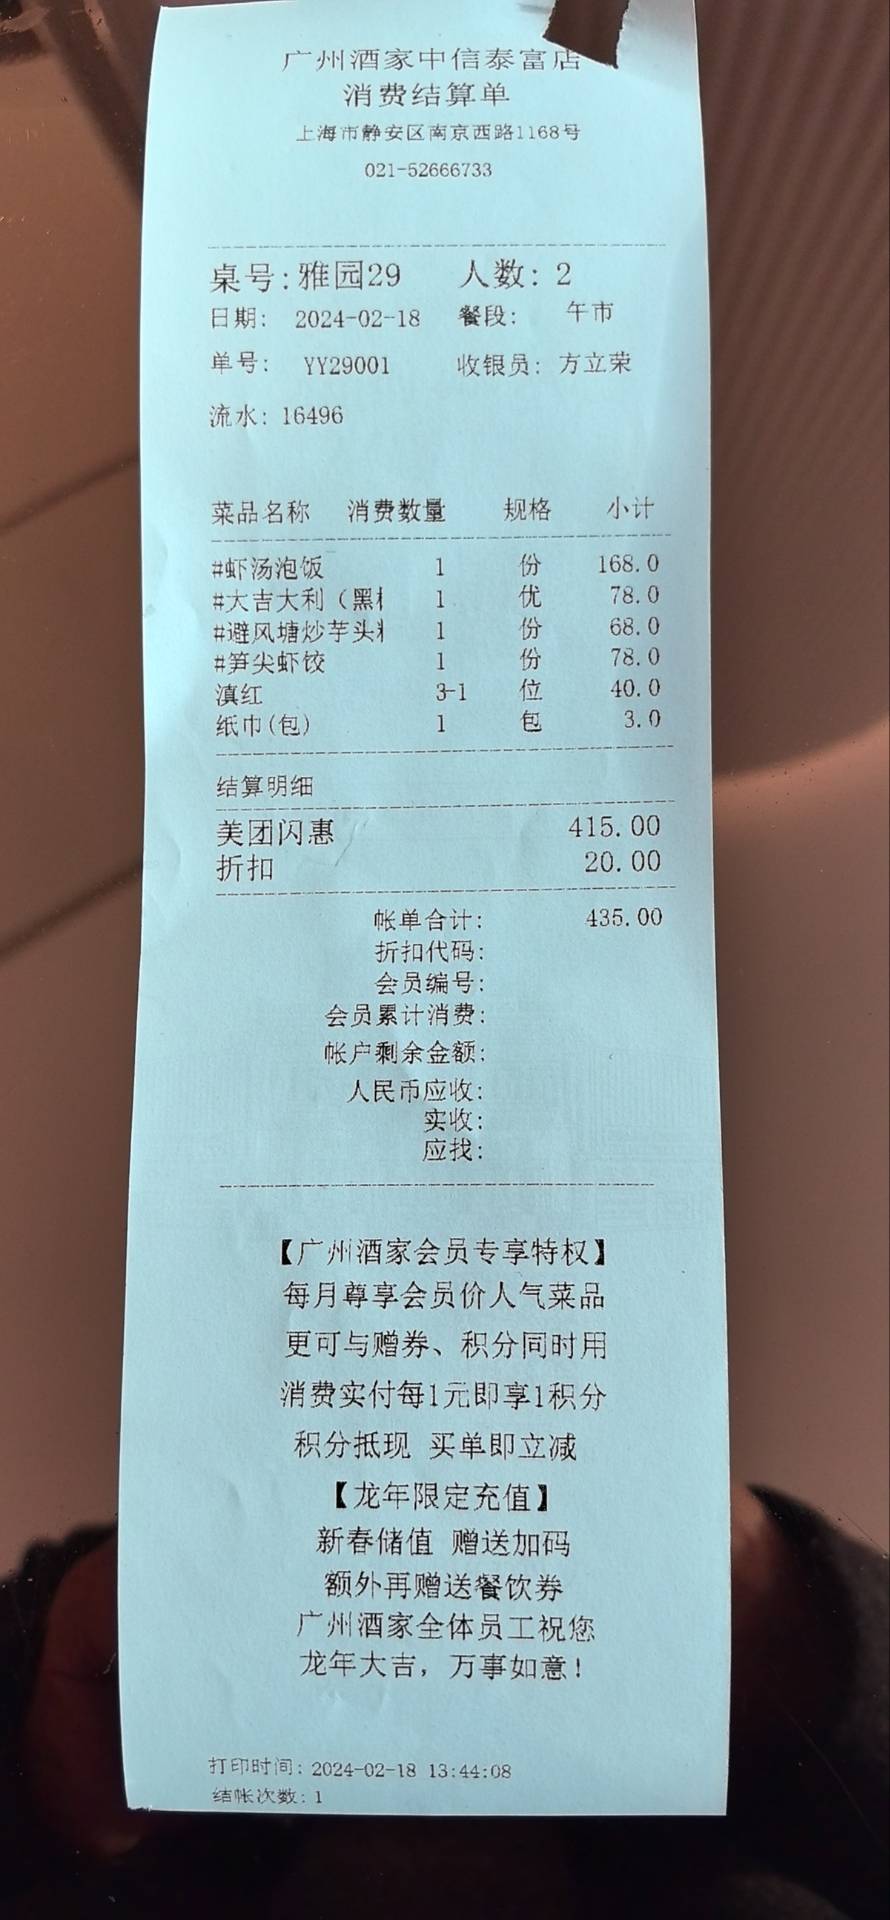 广州酒家中信泰富店
消费结算单
上海市静安区南京西路1168号
021-52666733
桌号:雅园29 人数: 2
日期: 2024-02-18 餐段: 午市
单号: YY29001 收银员: 方立荣
流水: 16496
菜品名称 消费数量 规格 小计
#虾汤泡饭 1 份 168.0
#大吉大利（黑 1 优 78.0
#避风塘炒芋头 1 份 68.0
#笋尖虾饺 1 份 78.0
滇红 3-1 位 40.0
纸巾(包) 1 包 3.0
结算明细
美团闪惠 415.00
折扣 20.00
帐单合计: 435.00
折扣代码:
会员编号:
会员累计消费:
帐户剩余金额:
人民币应收:
实收:
应找:
【广州酒家会员专享特权】
每月尊享会员价人气菜品
更可与赠券、积分同时用
消费实付每1元即享1积分
积分抵现 买单即立减
【龙年限定充值】
新春储值 赠送加码
额外再赠送餐饮券
广州酒家全体员工祝您
龙年大吉，万事如意!
打印时间: 2024-02-18 13:44:08
结帐次数: 1